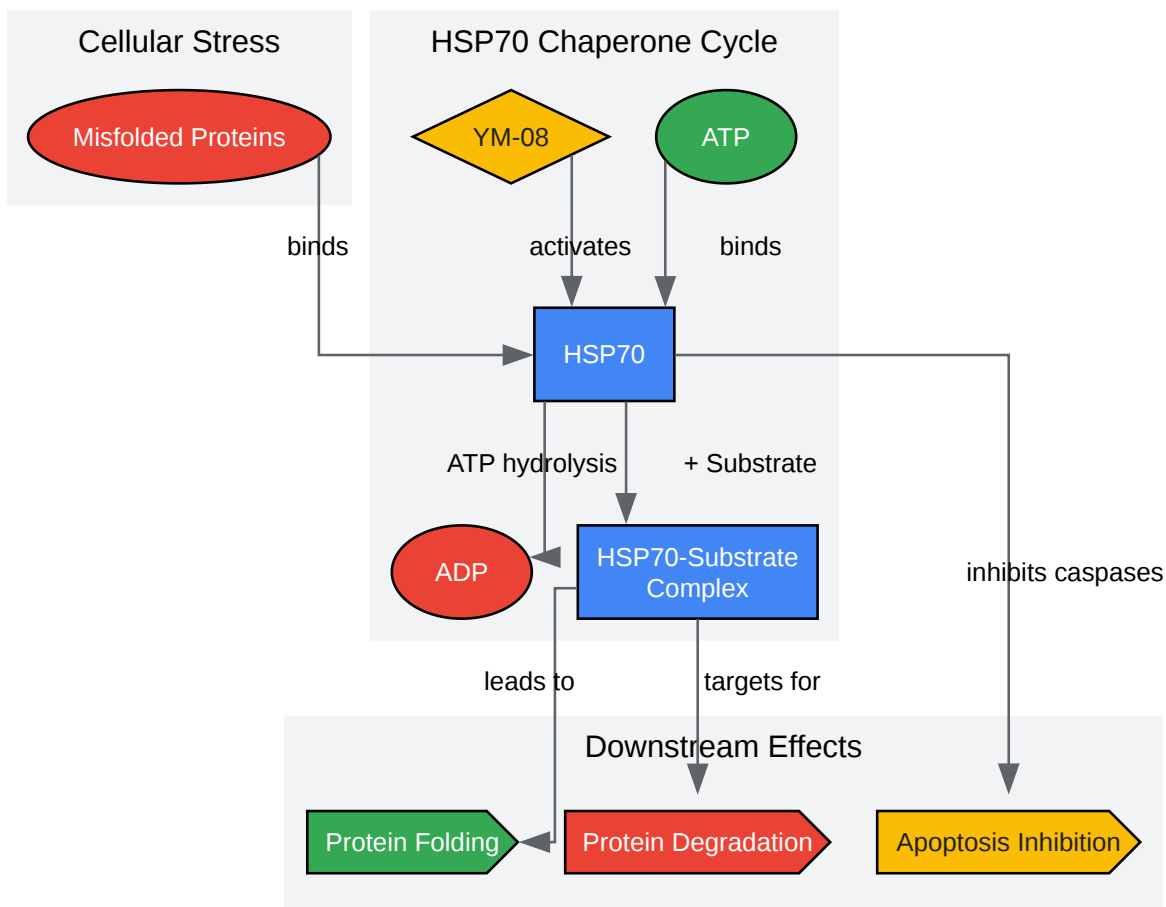 Cellular Stress
HSP70 Chaperone Cycle
Misfolded Proteins
YM-08
ATP
binds
activates
binds
HSP70
ATP hydrolysis
+ Substrate
ADP
HSP70-Substrate
Complex
inhibits caspases
leads to
targets for
Downstream Effects
Protein Folding
Protein Degradation
Apoptosis Inhibition